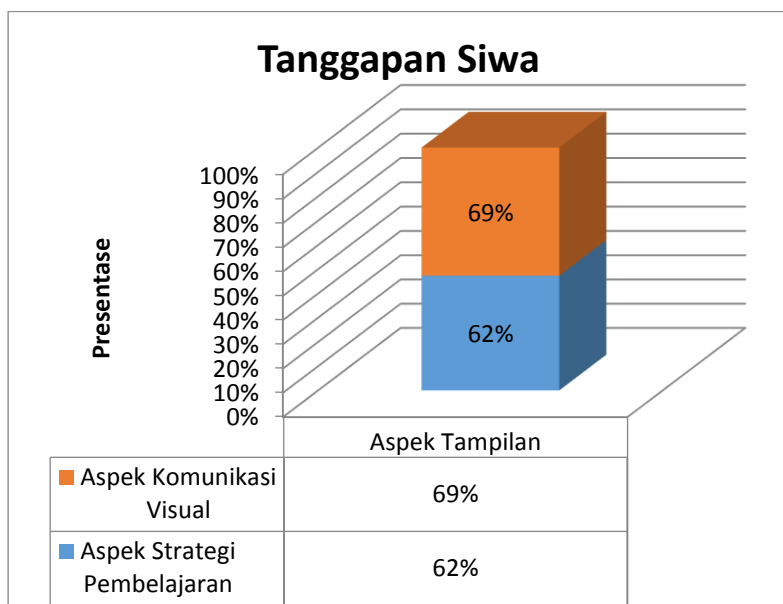 Tanggapan Siwa
Presentase
100%
90%
80%
70%
60%
50%
40%
30%
20%
10%
0%
69%
62%
Aspek Tampilan
Aspek Komunikasi
Visual
69%
Aspek Strategi
Pembelajaran
62%